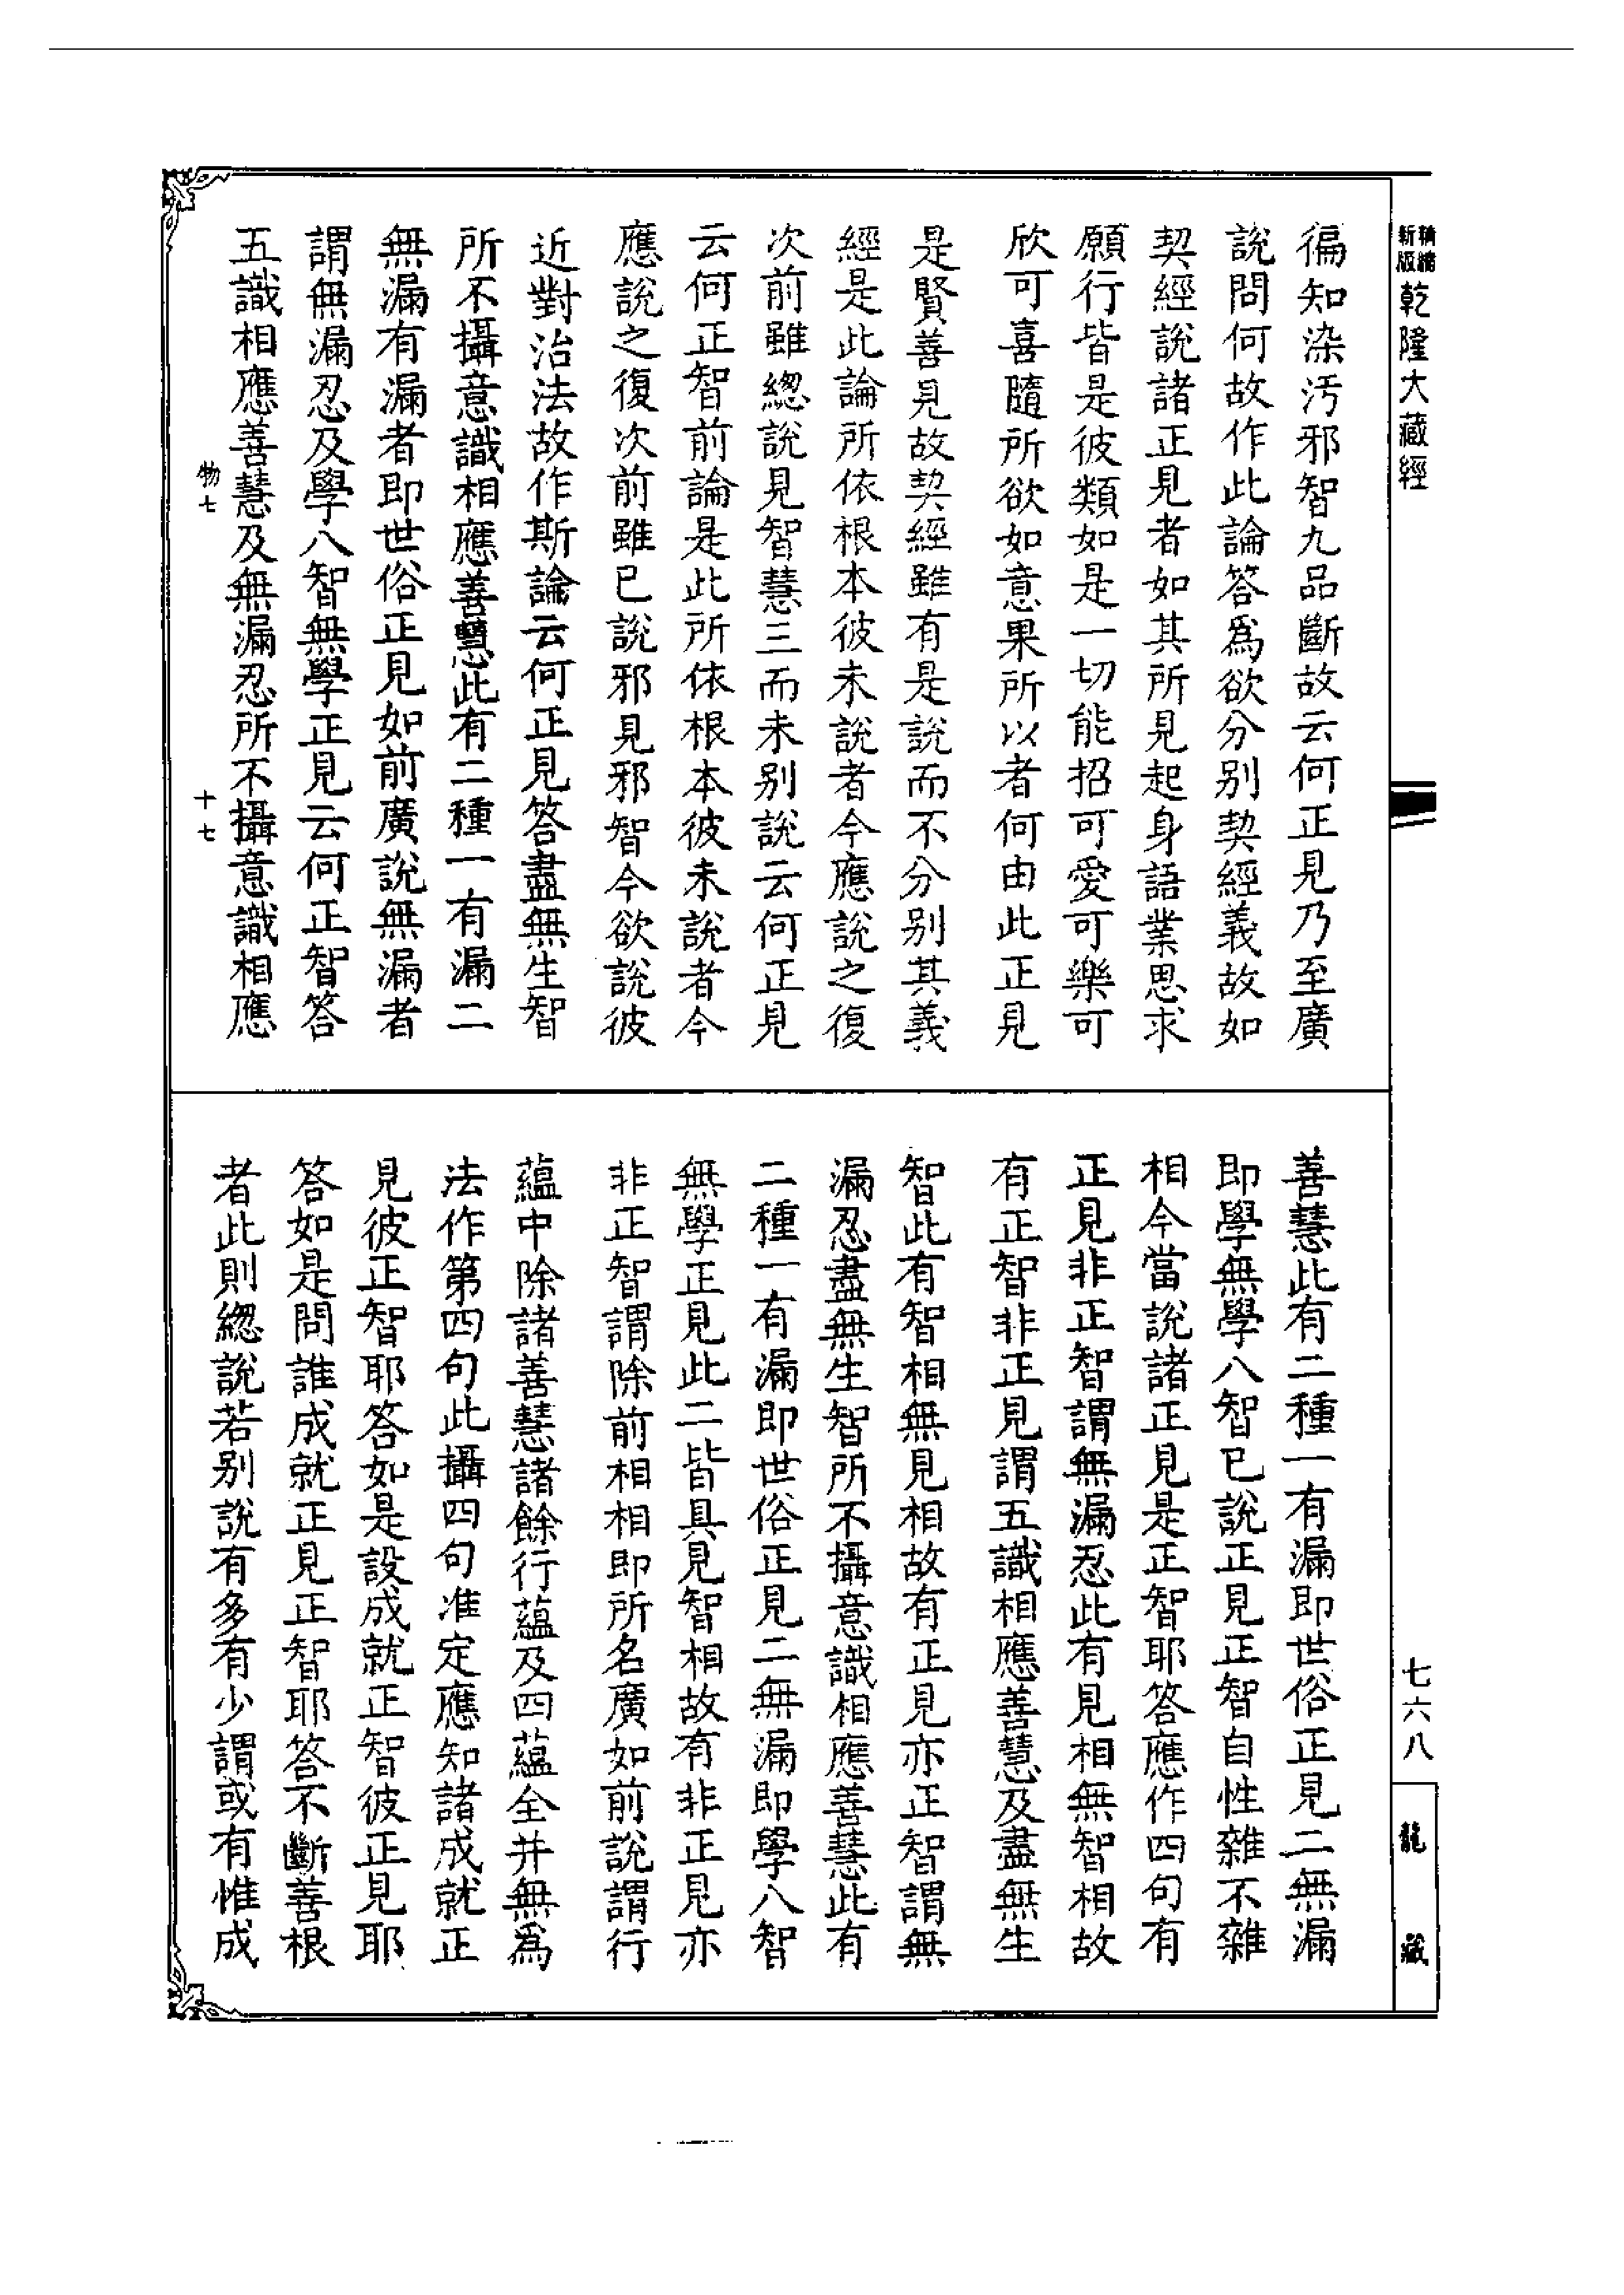 精縮新版乾隆大藏經
徧知染汚邪智九品斷故云何正見乃至廣
說問何故作此論答爲欲分别契經義故如
契經說諸正見者如其所見起身語業思求
願行皆是彼類如是一切能招可愛可樂可
欣可喜隨所欲如意果所以者何由此正見
是賢善見故契經雖有是說而不分别其義
經是此論所依根本彼未說者今應說之復
次前雖緫說見智慧三而未别說云何正見
云何正智前論是此所依根本彼未說者今
應說之復次前雖已說邪見邪智今欲說彼
近對治法故作斯論云何正見答盡無生智
所不攝意識相應善慧此有二種一有漏二
無漏有漏者即世俗正見如前廣說無漏者
謂無漏忍及學八智無學正見云何正智答
五識相應善慧及無漏忍所不攝意識相應
物七
十七
善慧此有二種一有漏即世俗正見二無漏
即學無學八智已說正見正智自性雜不雜
相今當說諸正見是正智耶答應作四句有
正見非正智謂無漏忍此有見相無智相故
有正智非正見謂五識相應善慧及盡無生
智此有智相無見相故有正見亦正智謂無
漏忍盡無生智所不攝意識相應善慧此有
二種一有漏即世俗正見二無漏即學八智
無學正見此二皆具見智相故有非正見亦
非正智謂除前相相即所名廣如前說謂行
蘊中除諸善慧諸餘行蘊及四蘊全并無爲
法作第四句此攝四句准定應知諸成就正
見彼正智耶答如是設成就正智彼正見耶
答如是問誰成就正見正智耶答不斷善根
者此則緫說若别說有多有少謂或有惟成
七六八
龍藏